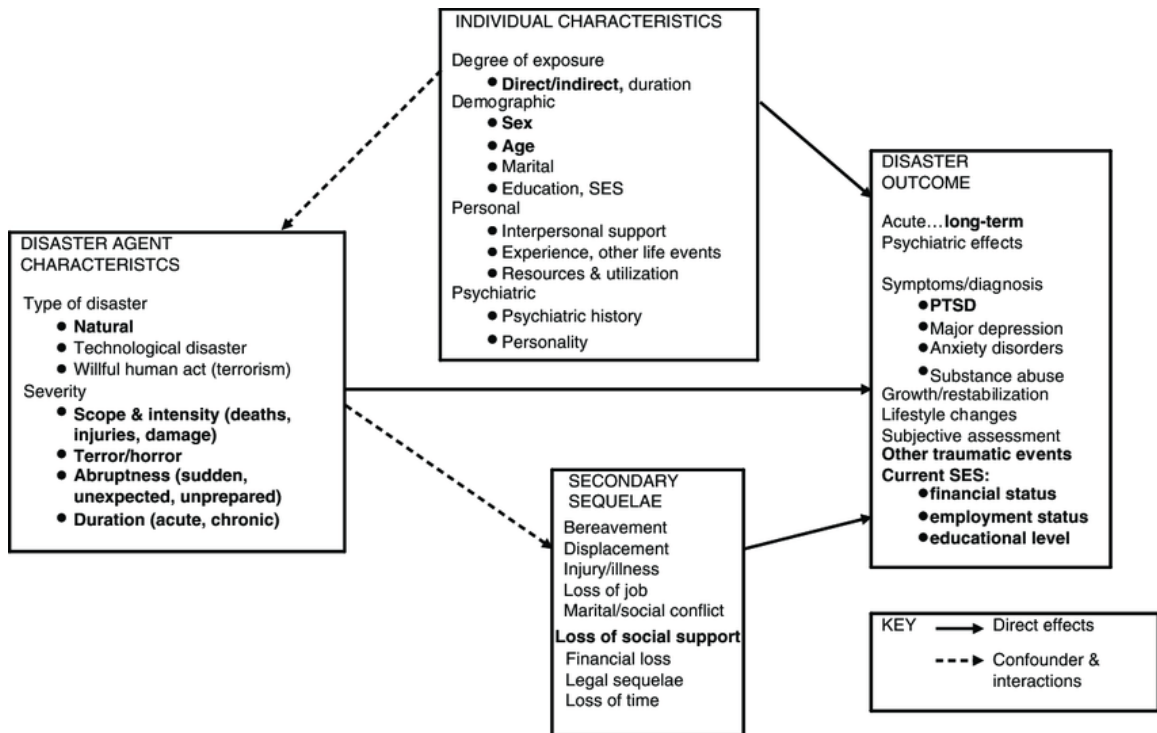 INDIVIDUAL CHARACTERISTICS
Degree of exposure
● Direct/indirect, duration
Demographic
● Sex
● Age
● Marital
● Education, SES
Personal
● Interpersonal support
● Experience, other life events
● Resources & utilization
Psychiatric
● Psychiatric history
● Personality
DISASTER AGENT
CHARACTERISTCS
Type of disaster
● Natural
● Technological disaster
● Willful human act (terrorism)
Severity
● Scope & intensity (deaths,
injuries, damage)
● Terror/horror
● Abruptness (sudden,
unexpected, unprepared)
● Duration (acute, chronic)
SECONDARY
SEQUELAE
Bereavement
Displacement
Injury/illness
Loss of job
Marital/social conflict
Loss of social support
Financial loss
Legal sequelae
Loss of time
DISASTER
OUTCOME
Acute...long-term
Psychiatric effects
Symptoms/diagnosis
● PTSD
● Major depression
● Anxiety disorders
● Substance abuse
Growth/restabilization
Lifestyle changes
Subjective assessment
Other traumatic events
Current SES:
● financial status
● employment status
● educational level
KEY
Direct effects
Confounder &
interactions